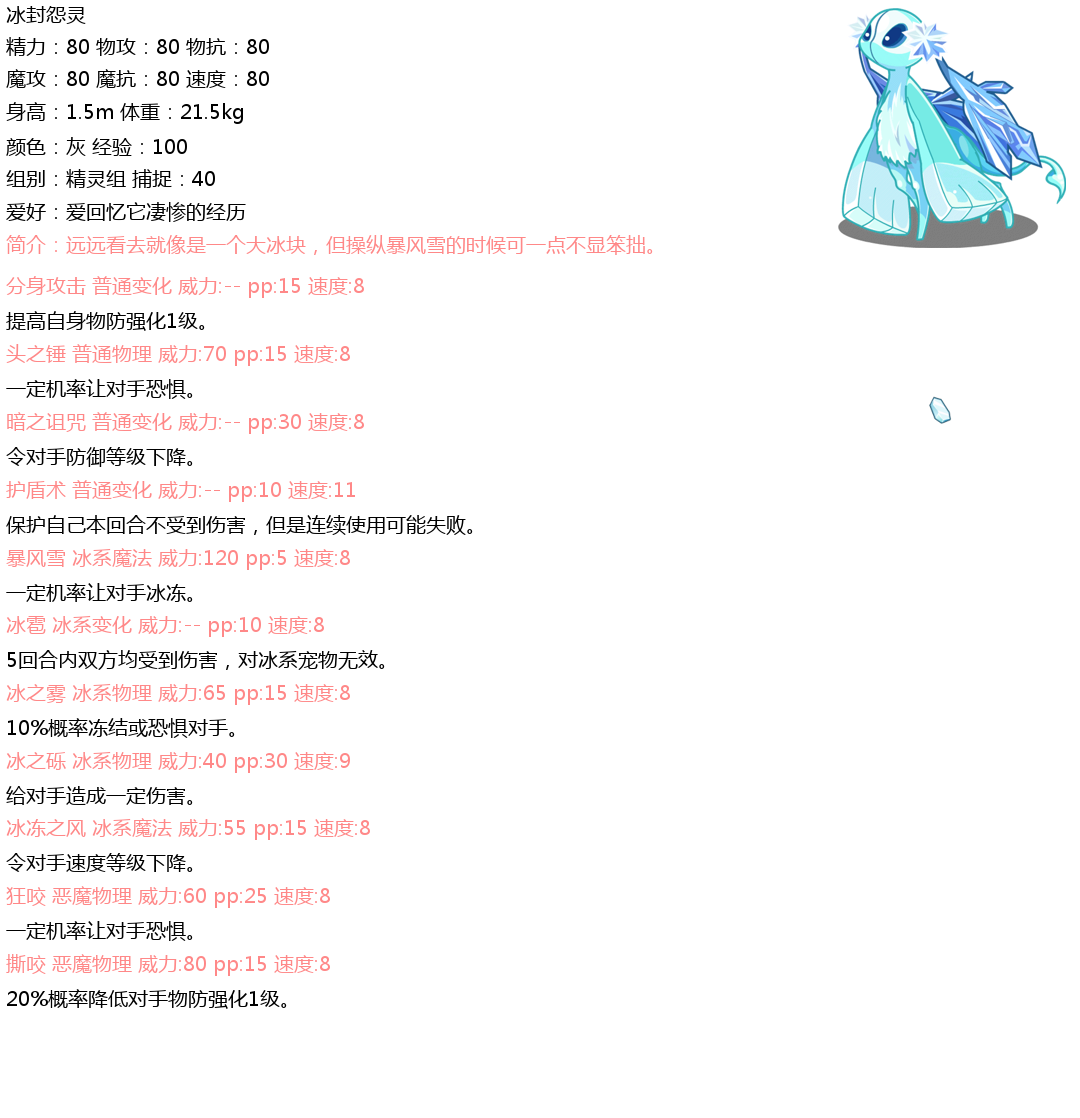 冰封怨灵
精力：80 物攻：80 物抗：80
魔攻：80 魔抗：80 速度：80
身高：1.5m 体重：21.5kg
颜色：灰 经验：100
组别：精灵组 捕捉：40
爱好：爱回忆它凄惨的经历
简介：远远看去就像是一个大冰块，但操纵暴风雪的时候可一点不显笨拙。
分身攻击 普通变化 威力:-- pp:15 速度:8
提高自身物防强化1级。
头之锤 普通物理 威力:70 pp:15 速度:8
一定机率让对手恐惧。
暗之诅咒 普通变化 威力:-- pp:30 速度:8
令对手防御等级下降。
护盾术 普通变化 威力:-- pp:10 速度:11
保护自己本回合不受到伤害，但是连续使用可能失败。
暴风雪 冰系魔法 威力:120 pp:5 速度:8
一定机率让对手冰冻。
冰雹 冰系变化 威力:-- pp:10 速度:8
5回合内双方均受到伤害，对冰系宠物无效。
冰之雾 冰系物理 威力:65 pp:15 速度:8
10%概率冻结或恐惧对手。
冰之砾 冰系物理 威力:40 pp:30 速度:9
给对手造成一定伤害。
冰冻之风 冰系魔法 威力:55 pp:15 速度:8
令对手速度等级下降。
狂咬 恶魔物理 威力:60 pp:25 速度:8
一定机率让对手恐惧。
撕咬 恶魔物理 威力:80 pp:15 速度:8
20%概率降低对手物防强化1级。